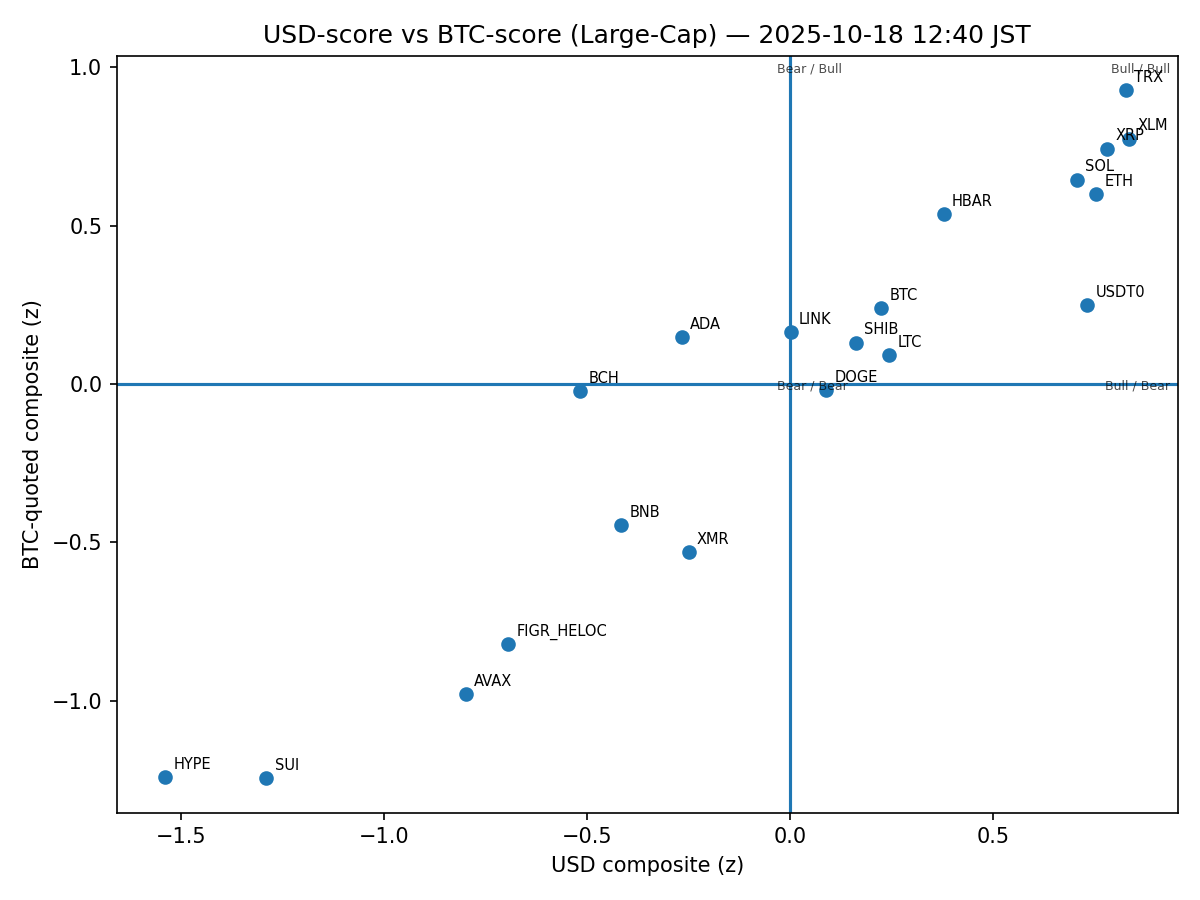 USD-score vs BTC-score (Large-Cap) — 2025-10-18 12:40 JST
1.0
Bear / Bull
Bull / Bull
TRX
XLM
XRP
SOL
ETH
HBAR
0.5
USDT0
BTC
ADA
LINK
SHIB
LTC
BCH
DOGE
0.0
Bear / Bear
Bull / Bear
BNB
−0.5
XMR
FIGR_HELOC
AVAX
−1.0
HYPE
SUI
−1.5
−1.0
−0.5
0.0
0.5
USD composite (z)
BTC-quoted composite (z)